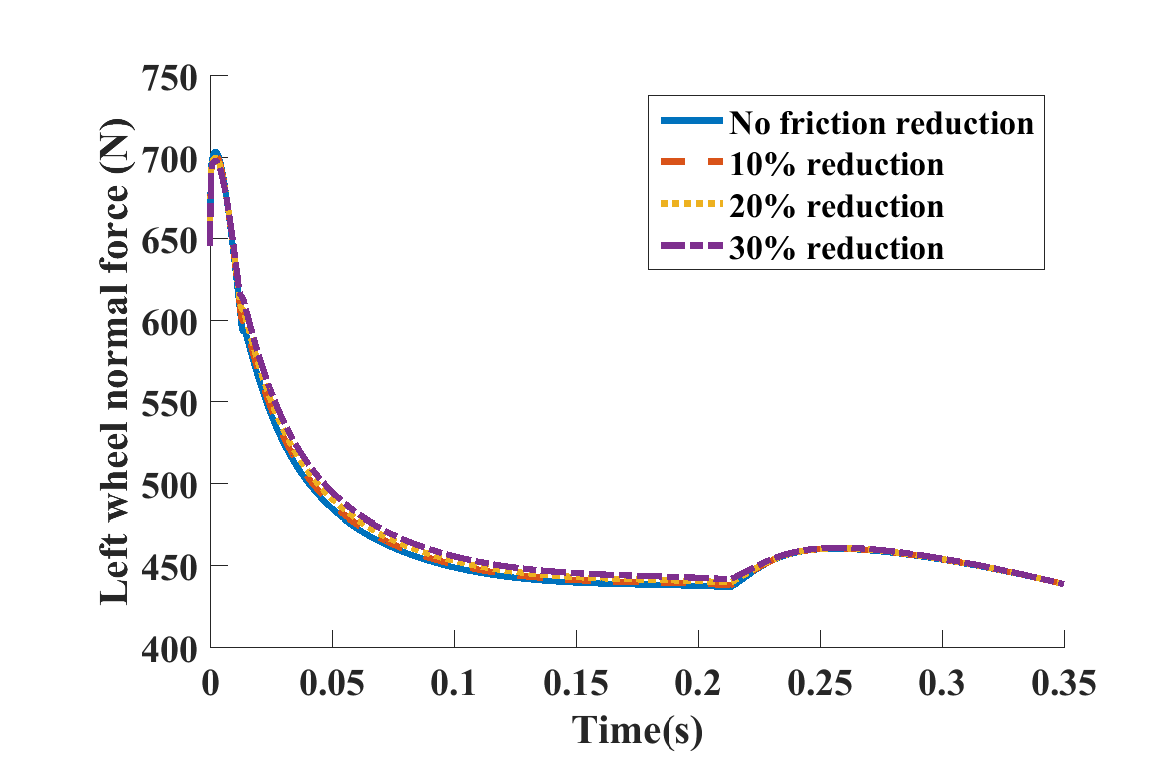 Left wheel normal force (N)
750
700
650
600
550
500
450
400
No friction reduction
10% reduction
20% reduction
30% reduction
0 0.05 0.1 0.15 0.2 0.25 0.3 0.35
Time(s)